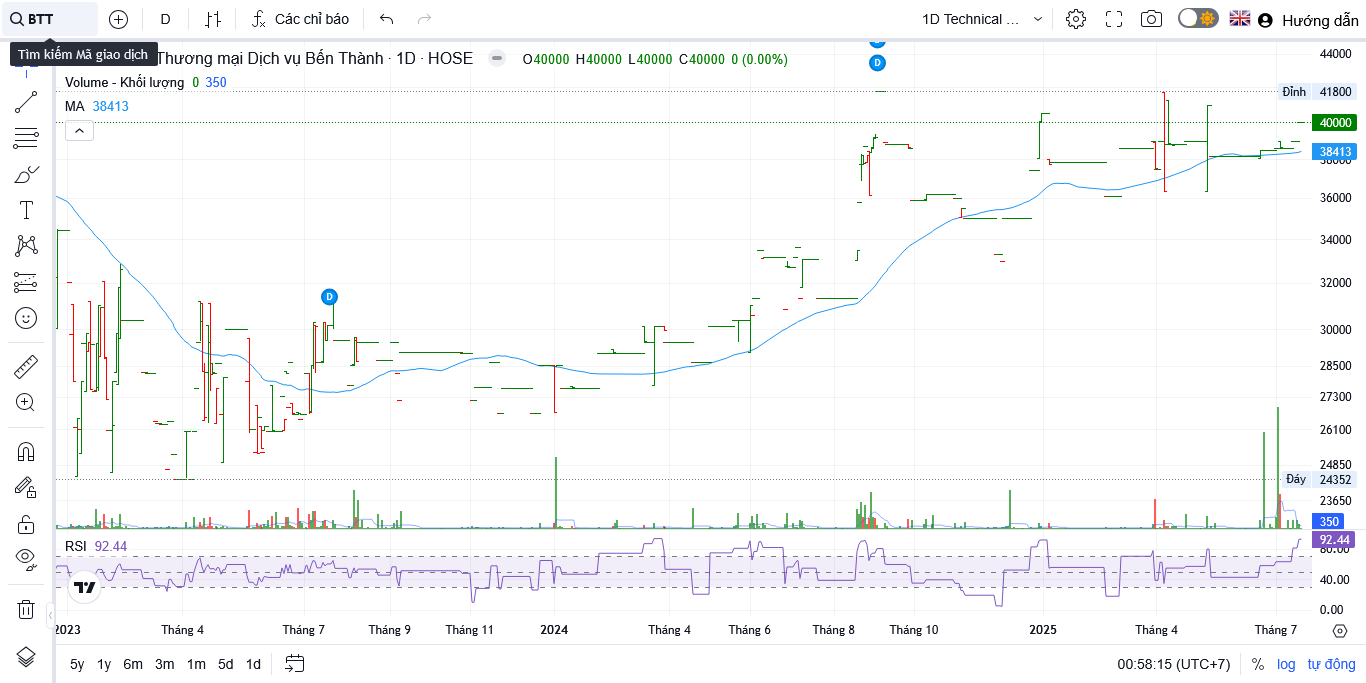 BTT
D
Các chỉ báo
1D Technical ...
Hướng dẫn
Tìm kiếm Mã giao dịch
Thương mại Dịch vụ Bến Thành · 1D · HOSE
O40000 H40000 L40000 C40000 0 (0.00%)
Volume - Khối lượng 0 350
MA 38413
D
D
44000
Đỉnh 41800
40000
38413
38000
36000
34000
32000
30000
28500
27300
26100
24850
Đáy 24352
23650
350
RSI 92.44
92.44
80.00
40.00
0.00
2023
Tháng 4
Tháng 7
Tháng 9
Tháng 11
2024
Tháng 4
Tháng 6
Tháng 8
Tháng 10
2025
Tháng 4
Tháng 7
5y 1y 6m 3m 1m 5d 1d
00:58:15 (UTC+7)
% log tự động